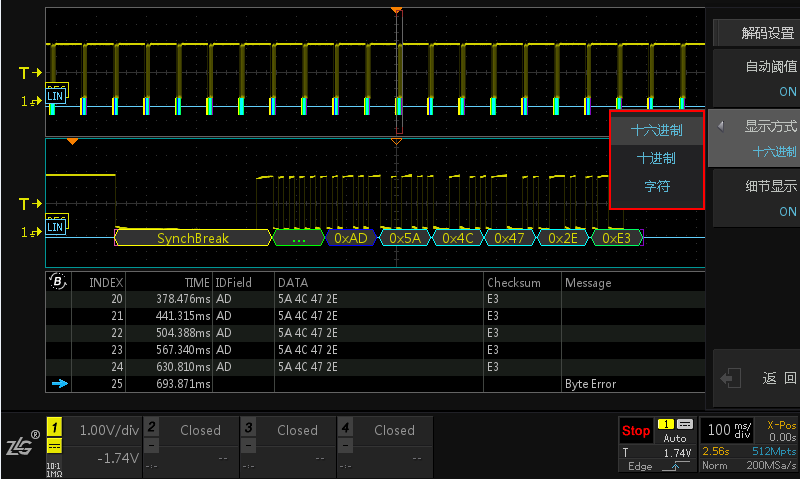 解码设置
自动阈值
ON
T
LIN
1
十六进制
十进制
字符
显示方式
十六进制
细节显示
ON
T
LIN
1
SynchBreak ... 0xAD 0x5A 0x4C 0x47 0x2E 0xE3
B INDEX TIME IDField DATA Checksum Message
20 378.476ms AD 5A 4C 47 2E E3
21 441.315ms AD 5A 4C 47 2E E3
22 504.388ms AD 5A 4C 47 2E E3
23 567.340ms AD 5A 4C 47 2E E3
24 630.810ms AD 5A 4C 47 2E E3
25 693.871ms Byte Error
返 回
ZLG®
1 1.00V/div
-1.74V
10:1
1MΩ
2 Closed
-:- --
3 Closed
-:- --
4 Closed
-:- --
Stop 1
Auto
T 1.74V
Edge
100 ms/div
X-Pos
0.00s
2.56s 512Mpts
Norm 200MSa/s